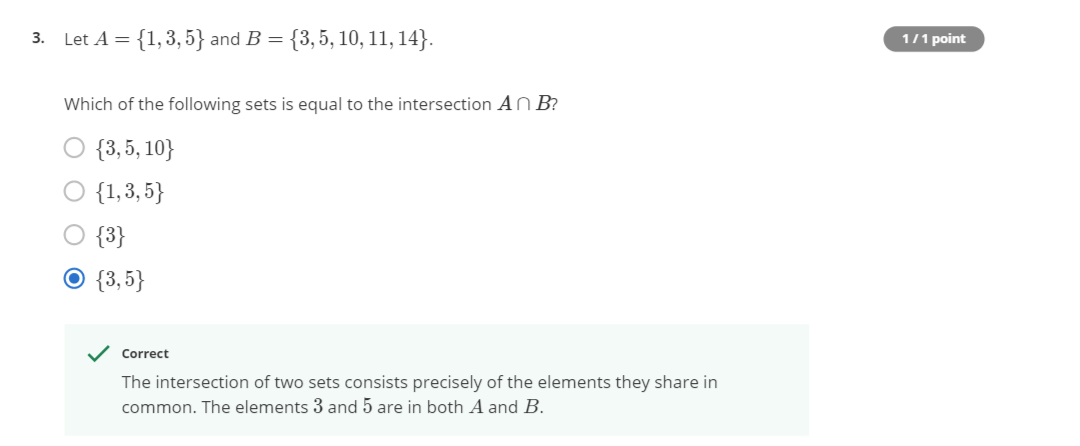 3. Let A = {1, 3, 5} and B = {3, 5, 10, 11, 14}.
1 / 1 point
Which of the following sets is equal to the intersection A ∩ B?
{3, 5, 10}
{1, 3, 5}
{3}
{3, 5}
Correct
The intersection of two sets consists precisely of the elements they share in
common. The elements 3 and 5 are in both A and B.